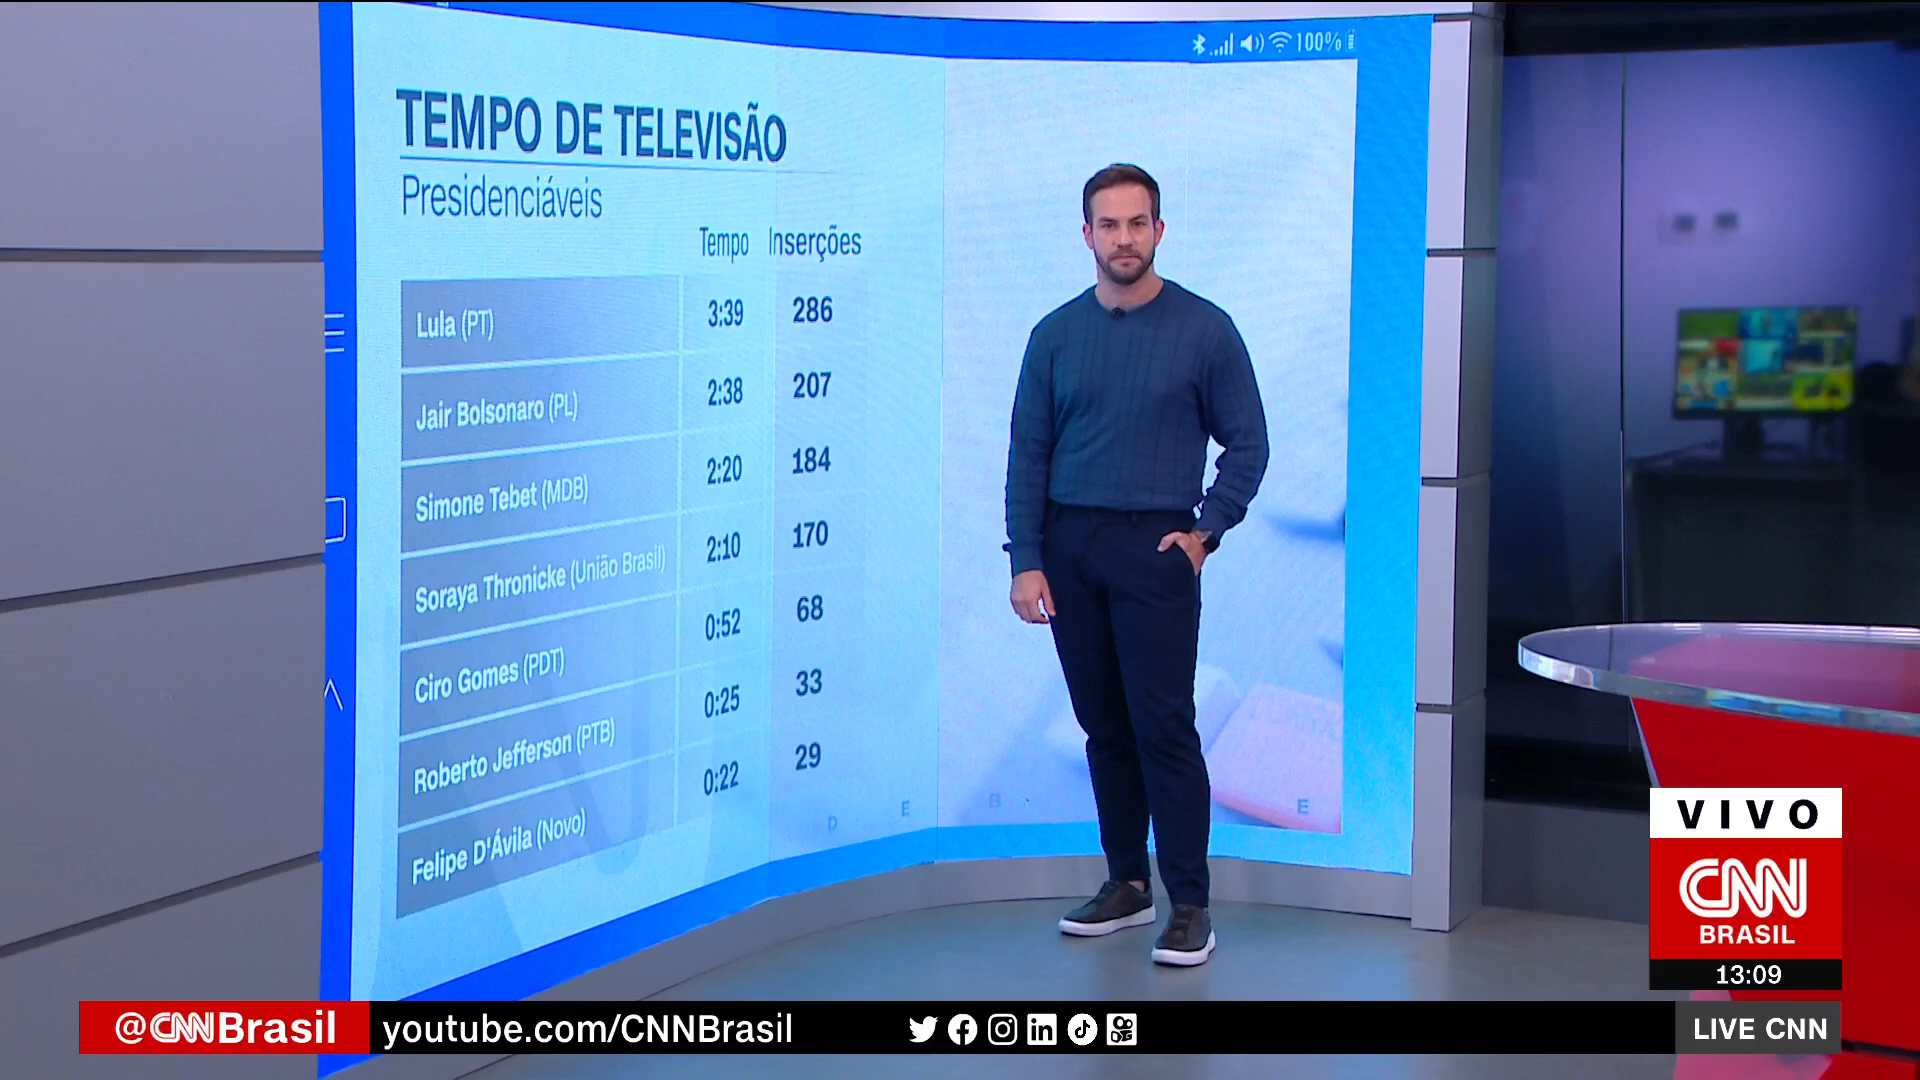 100%
TEMPO DE TELEVISÃO
Presidenciáveis
Tempo Inserções
Lula (PT) 3:39 286
Jair Bolsonaro (PL) 2:38 207
Simone Tebet (MDB) 2:20 184
Soraya Thronicke (União Brasil) 2:10 170
Ciro Gomes (PDT) 0:52 68
Roberto Jefferson (PTB) 0:25 33
Felipe D'Ávila (Novo) 0:22 29
D E B E
VIVO
CNN
BRASIL
13:09
@CNNBrasil youtube.com/CNNBrasil LIVE CNN